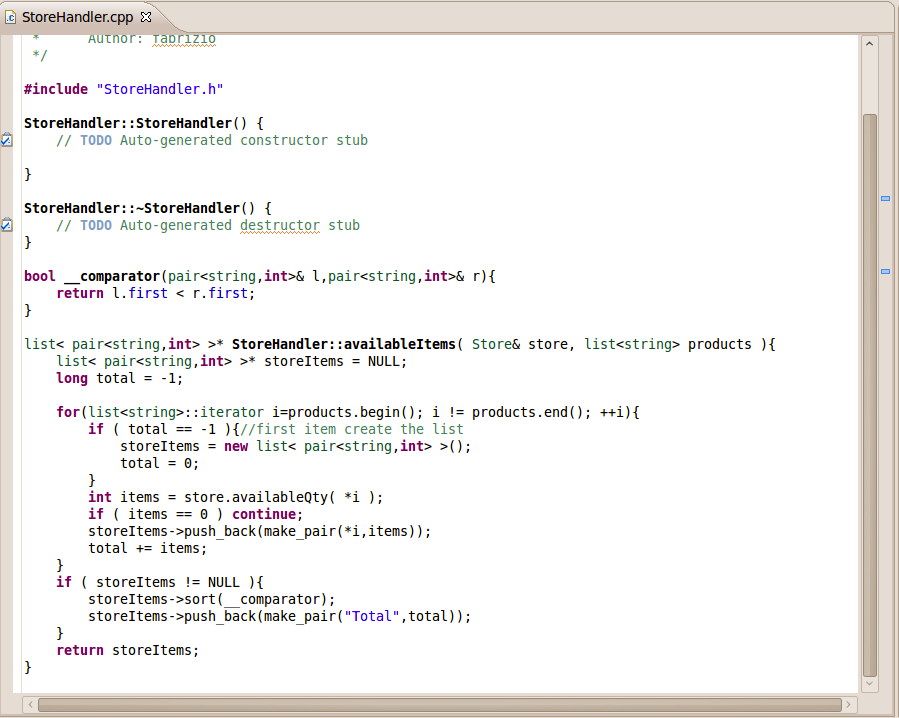 StoreHandler.cpp
*      Author: fabrizio
*/
#include "StoreHandler.h"
StoreHandler::StoreHandler() {
    // TODO Auto-generated constructor stub
}
StoreHandler::~StoreHandler() {
    // TODO Auto-generated destructor stub
}
bool __comparator(pair<string,int>& l,pair<string,int>& r){
    return l.first < r.first;
}
list< pair<string,int> >* StoreHandler::availableItems( Store& store, list<string> products ){
    list< pair<string,int> >* storeItems = NULL;
    long total = -1;
    for(list<string>::iterator i=products.begin(); i != products.end(); ++i){
        if ( total == -1 ){//first item create the list
            storeItems = new list< pair<string,int> >();
            total = 0;
        }
        int items = store.availableQty( *i );
        if ( items == 0 ) continue;
        storeItems->push_back(make_pair(*i,items));
        total += items;
    }
    if ( storeItems != NULL ){
        storeItems->sort(__comparator);
        storeItems->push_back(make_pair("Total",total));
    }
    return storeItems;
}